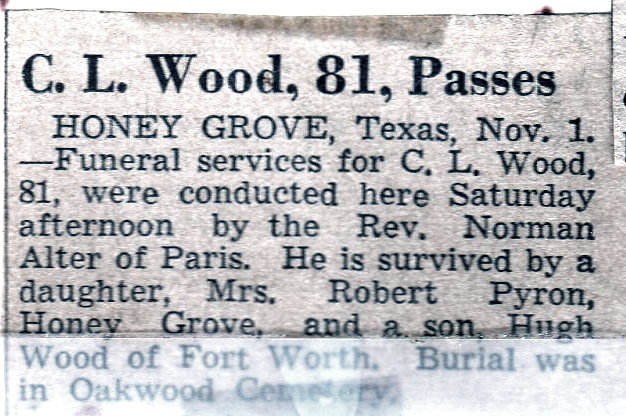 C. L. Wood, 81, Passes
HONEY GROVE, Texas, Nov. 1.
—Funeral services for C. L. Wood,
81, were conducted here Saturday
afternoon by the Rev. Norman
Alter of Paris. He is survived by a
daughter, Mrs. Robert Pyron,
Honey Grove, and a son, Hugh
Wood of Fort Worth. Burial was
in Oakwood Cemetery.